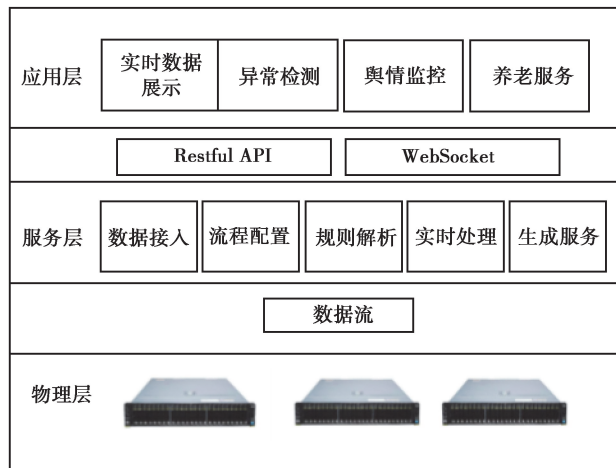 实时数据
展示
异常检测
舆情监控
养老服务
应用层
Restful API
WebSocket
服务层
数据接入
流程配置
规则解析
实时处理
生成服务
数据流
物理层